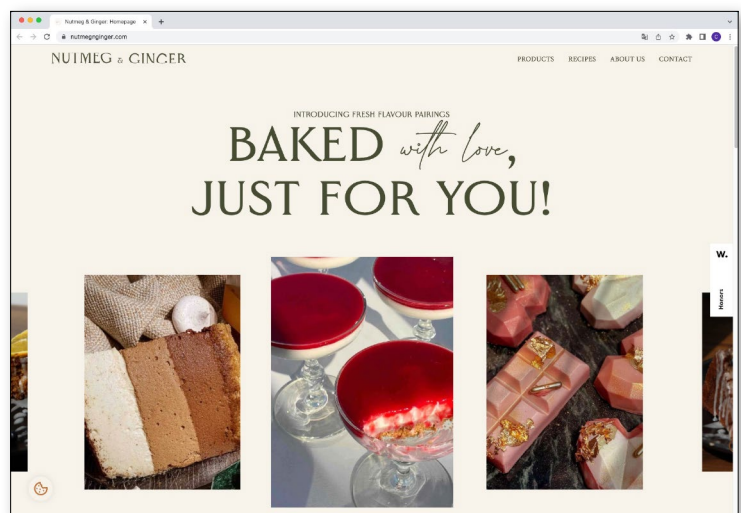 Nutmeg & Ginger: Homepage
nutmegnginger.com
NUTMEG & GINGER
PRODUCTS RECIPES ABOUT US CONTACT
INTRODUCING FRESH FLAVOUR PAIRINGS
BAKED with love,
JUST FOR YOU!
W.
Honors
C